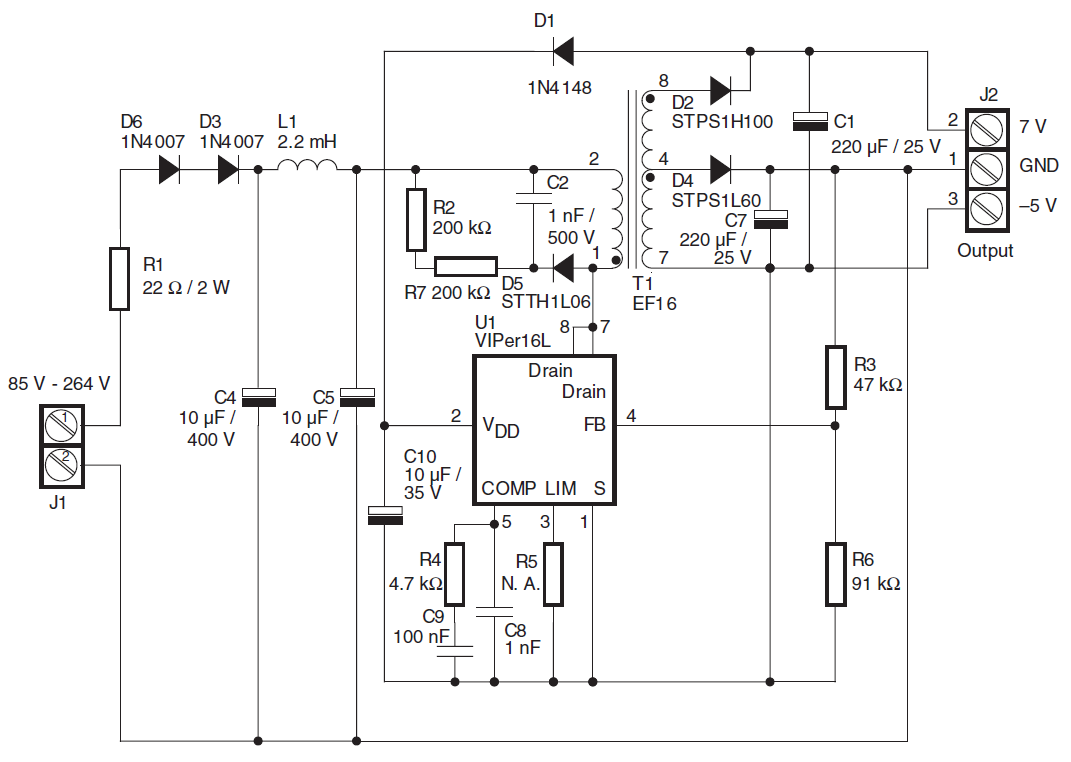 D1
1N4148
D6
1N4007
D3
1N4007
L1
2.2 mH
8
D2
STPS1H100
C1
220 µF / 25 V
J2
2
7 V
1
GND
3
–5 V
Output
2
C2
1 nF /
500 V
1
4
D4
STPS1L60
C7
220 µF /
25 V
7
T1
EF16
R2
200 kΩ
R7 200 kΩ
D5
STTH1L06
R1
22 Ω / 2 W
U1
VIPer16L
8
7
Drain
Drain
85 V - 264 V
1
2
J1
C4
10 µF /
400 V
C5
10 µF /
400 V
2
VDD
FB
4
R3
47 kΩ
C10
10 µF /
35 V
COMP LIM S
5
3
1
R4
4.7 kΩ
R5
N. A.
R6
91 kΩ
C9
100 nF
C8
1 nF